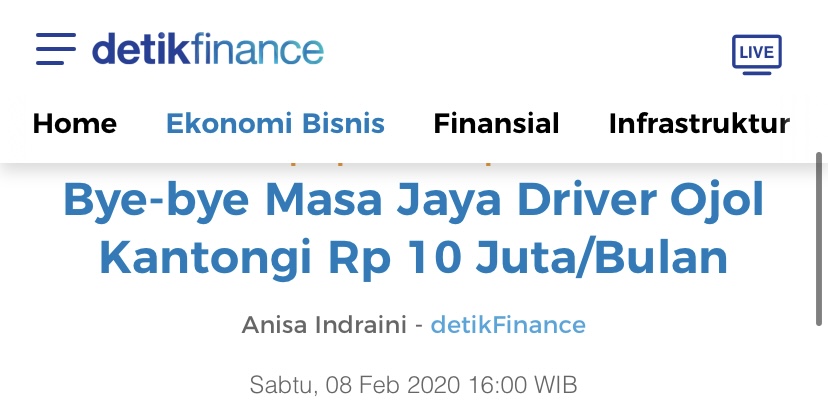 detikfinance
LIVE
Home Ekonomi Bisnis Finansial Infrastruktur
Bye-bye Masa Jaya Driver Ojol
Kantongi Rp 10 Juta/Bulan
Anisa Indraini - detikFinance
Sabtu, 08 Feb 2020 16:00 WIB